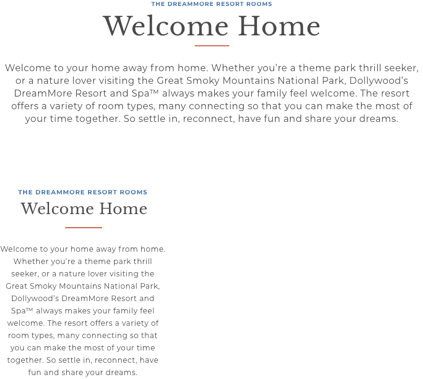 THE DREAMMORE RESORT ROOMS
Welcome Home
Welcome to your home away from home. Whether you're a theme park thrill seeker,
or a nature lover visiting the Great Smoky Mountains National Park, Dollywood's
DreamMore Resort and Spa™ always makes your family feel welcome. The resort
offers a variety of room types, many connecting so that you can make the most of
your time together. So settle in, reconnect, have fun and share your dreams.
THE DREAMMORE RESORT ROOMS
Welcome Home
Welcome to your home away from home.
Whether you're a theme park thrill
seeker, or a nature lover visiting the
Great Smoky Mountains National Park,
Dollywood's DreamMore Resort and
Spa™ always makes your family feel
welcome. The resort offers a variety of
room types, many connecting so that
you can make the most of your time
together. So settle in, reconnect, have
fun and share your dreams.